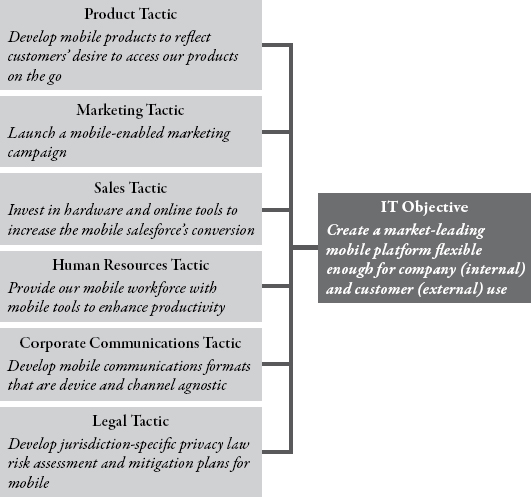 Product Tactic
Develop mobile products to reflect
customers' desire to access our products
on the go
Marketing Tactic
Launch a mobile-enabled marketing
campaign
Sales Tactic
Invest in hardware and online tools to
increase the mobile salesforce's conversion
Human Resources Tactic
Provide our mobile workforce with
mobile tools to enhance productivity
Corporate Communications Tactic
Develop mobile communications formats
that are device and channel agnostic
Legal Tactic
Develop jurisdiction-specific privacy law
risk assessment and mitigation plans for
mobile
IT Objective
Create a market-leading
mobile platform flexible
enough for company (internal)
and customer (external) use